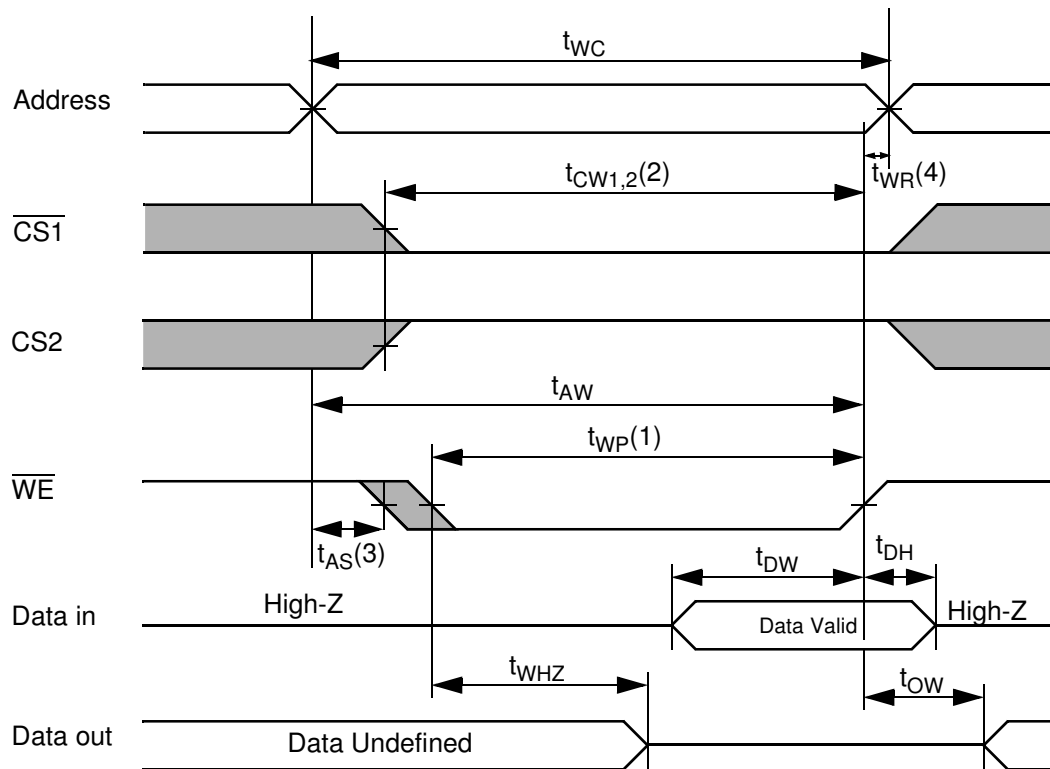 tWC
Address
tCW1,2(2)
tWR(4)
CS1
CS2
tAW
tWP(1)
WE
tAS(3)
tDW
tDH
High-Z
Data in
Data Valid
High-Z
tWHZ
tOW
Data out
Data Undefined